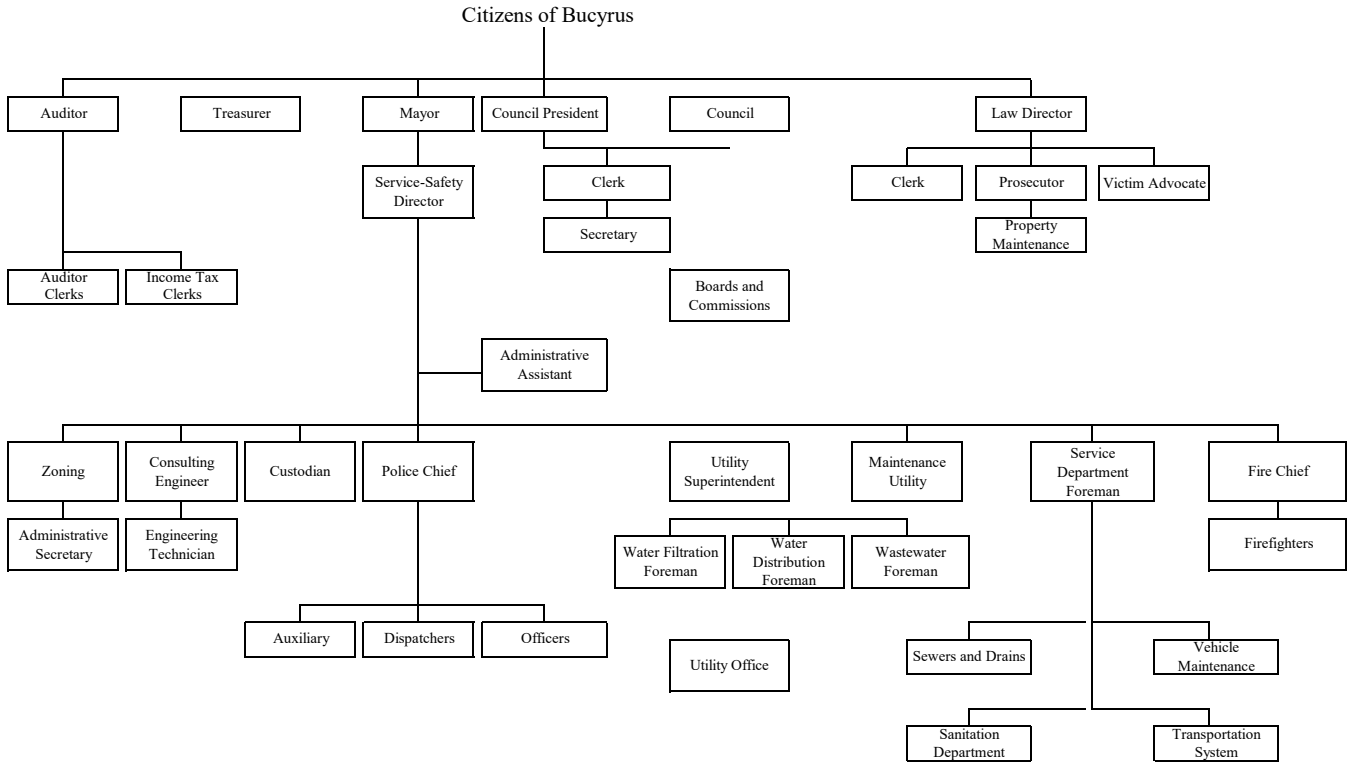 Citizens of Bucyrus
Auditor
Treasurer
Mayor
Council President
Council
Law Director
Service-Safety
Director
Clerk
Clerk
Prosecutor
Victim Advocate
Secretary
Property
Maintenance
Auditor
Clerks
Income Tax
Clerks
Boards and
Commissions
Administrative
Assistant
Zoning
Consulting
Engineer
Custodian
Police Chief
Utility
Superintendent
Maintenance
Utility
Service
Department
Foreman
Fire Chief
Administrative
Secretary
Engineering
Technician
Water Filtration
Foreman
Water
Distribution
Foreman
Wastewater
Foreman
Firefighters
Auxiliary
Dispatchers
Officers
Utility Office
Sewers and Drains
Vehicle
Maintenance
Sanitation
Department
Transportation
System